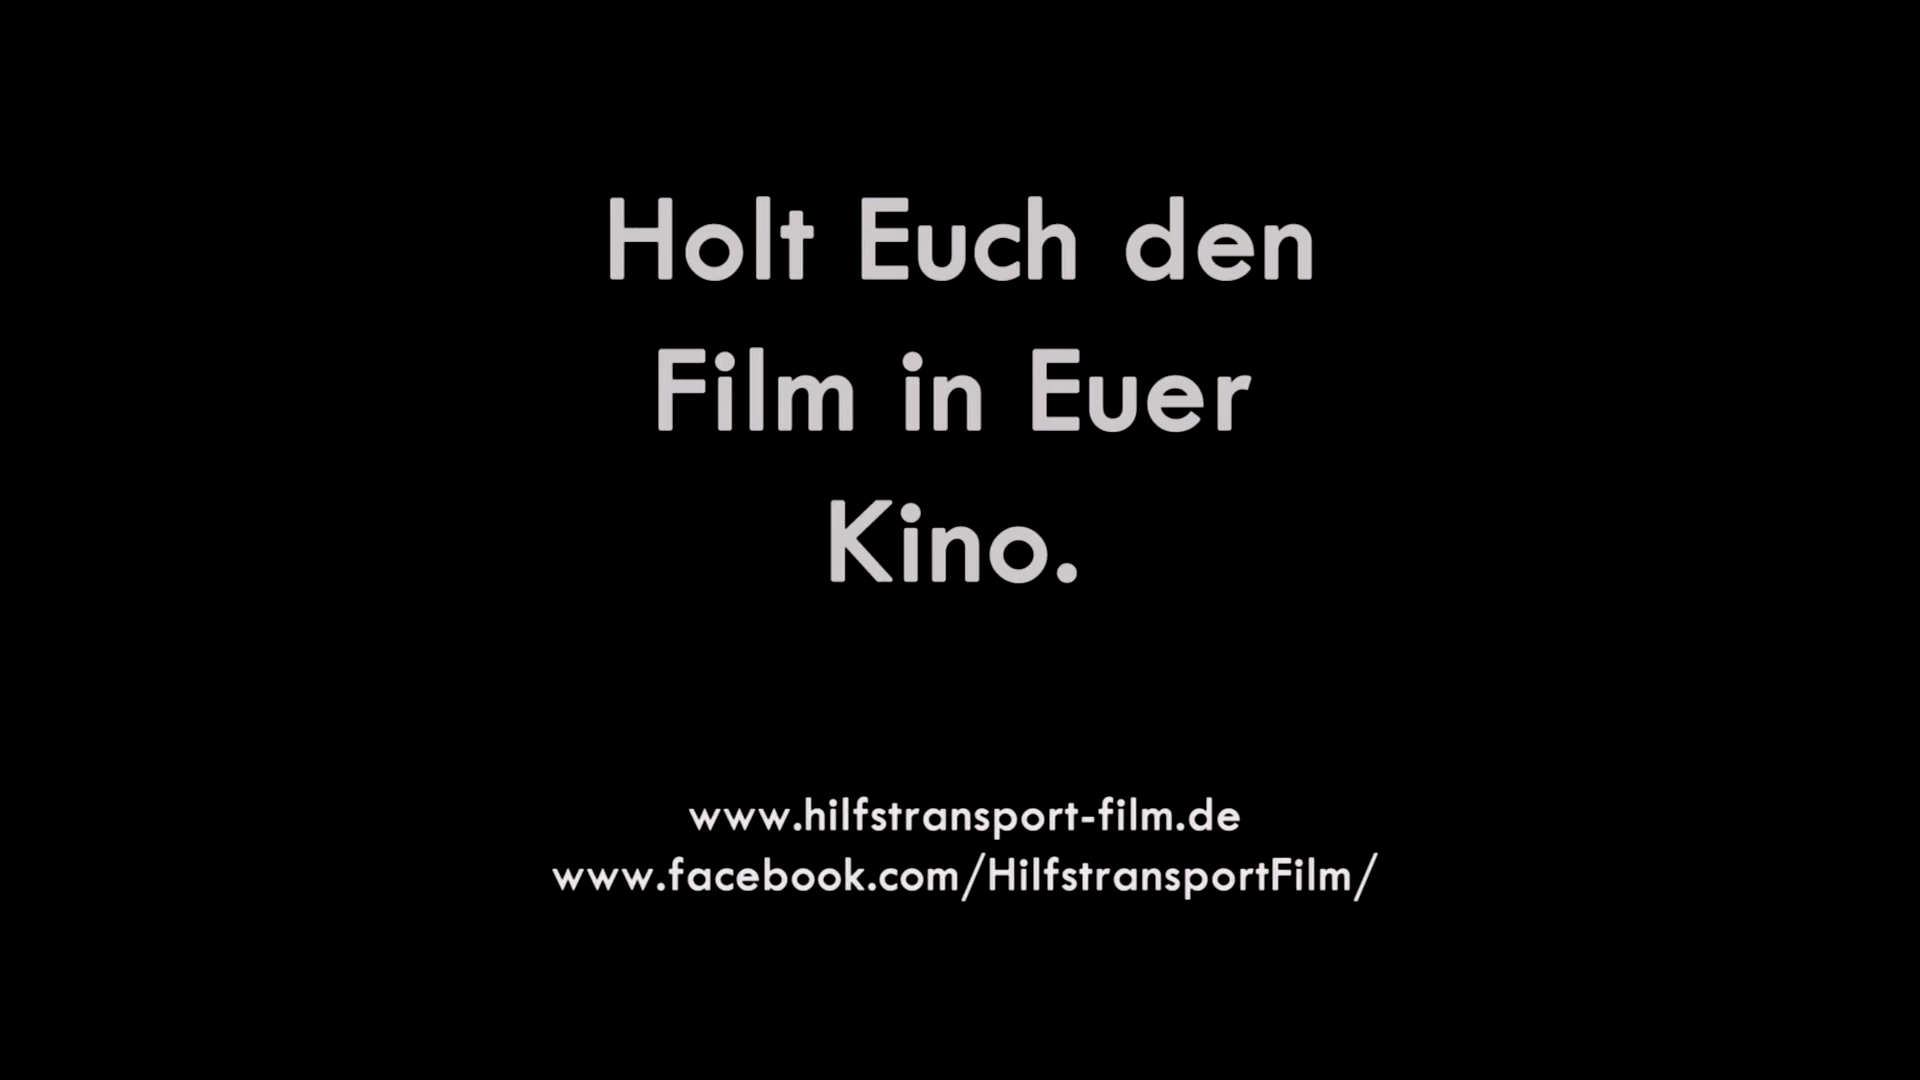 Holt Euch den
Film in Euer
Kino.
www.hilfstransport-film.de
www.facebook.com/HilfstransportFilm/